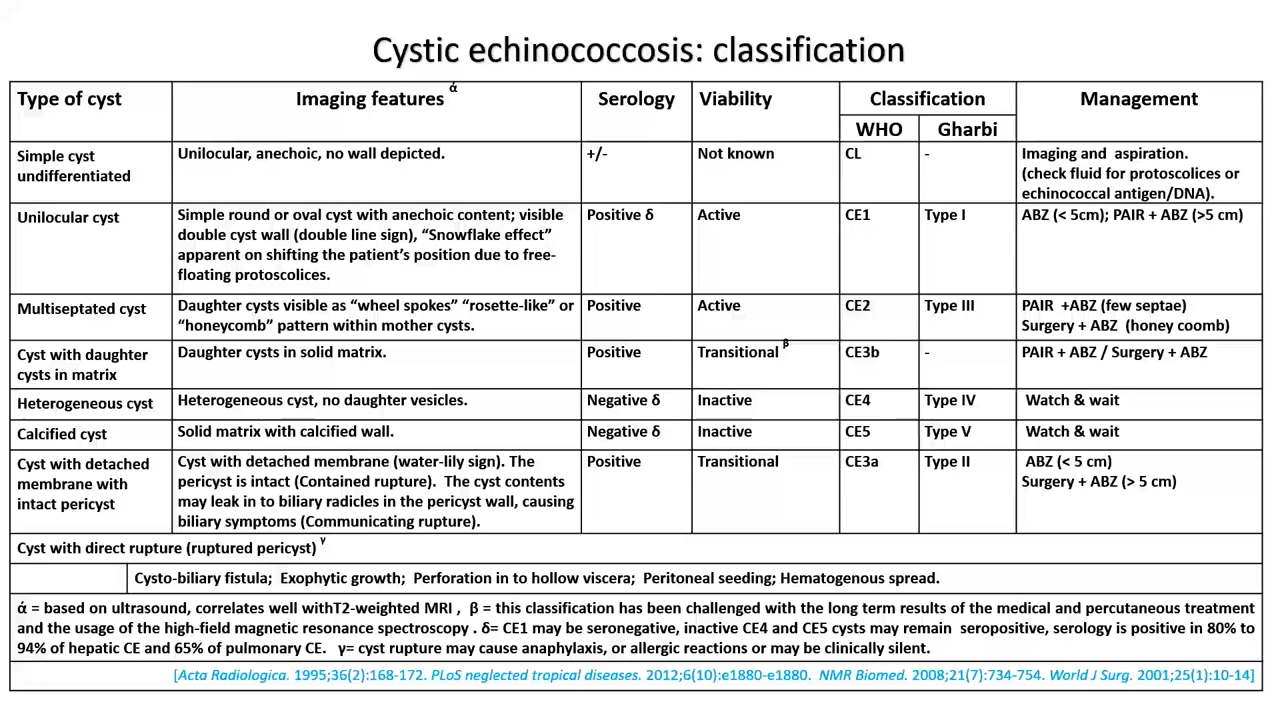 Cystic echinococcosis: classification
Type of cyst
Imaging features ά
Serology
Viability
Classification
Management
WHO
Gharbi
Simple cyst
undifferentiated
Unilocular, anechoic, no wall depicted.
+/-
Not known
CL
-
Imaging and aspiration.
(check fluid for protoscolices or
echinococcal antigen/DNA).
Unilocular cyst
Simple round or oval cyst with anechoic content; visible
double cyst wall (double line sign), “Snowflake effect”
apparent on shifting the patient’s position due to free-
floating protoscolices.
Positive δ
Active
CE1
Type I
ABZ (< 5cm); PAIR + ABZ (>5 cm)
Multiseptated cyst
Daughter cysts visible as “wheel spokes” “rosette-like” or
“honeycomb” pattern within mother cysts.
Positive
Active
CE2
Type III
PAIR +ABZ (few septae)
Surgery + ABZ (honey coomb)
Cyst with daughter
cysts in matrix
Daughter cysts in solid matrix.
Positive
Transitional β
CE3b
-
PAIR + ABZ / Surgery + ABZ
Heterogeneous cyst
Heterogeneous cyst, no daughter vesicles.
Negative δ
Inactive
CE4
Type IV
Watch & wait
Calcified cyst
Solid matrix with calcified wall.
Negative δ
Inactive
CE5
Type V
Watch & wait
Cyst with detached
membrane with
intact pericyst
Cyst with detached membrane (water-lily sign). The
pericyst is intact (Contained rupture). The cyst contents
may leak in to biliary radicles in the pericyst wall, causing
biliary symptoms (Communicating rupture).
Positive
Transitional
CE3a
Type II
ABZ (< 5 cm)
Surgery + ABZ (> 5 cm)
Cyst with direct rupture (ruptured pericyst) γ
Cysto-biliary fistula; Exophytic growth; Perforation in to hollow viscera; Peritoneal seeding; Hematogenous spread.
ά = based on ultrasound, correlates well withT2-weighted MRI , β = this classification has been challenged with the long term results of the medical and percutaneous treatment
and the usage of the high-field magnetic resonance spectroscopy . δ= CE1 may be seronegative, inactive CE4 and CE5 cysts may remain seropositive, serology is positive in 80% to
94% of hepatic CE and 65% of pulmonary CE. γ= cyst rupture may cause anaphylaxis, or allergic reactions or may be clinically silent.
[Acta Radiologica. 1995;36(2):168-172. PLoS neglected tropical diseases. 2012;6(10):e1880-e1880. NMR Biomed. 2008;21(7):734-754. World J Surg. 2001;25(1):10-14]